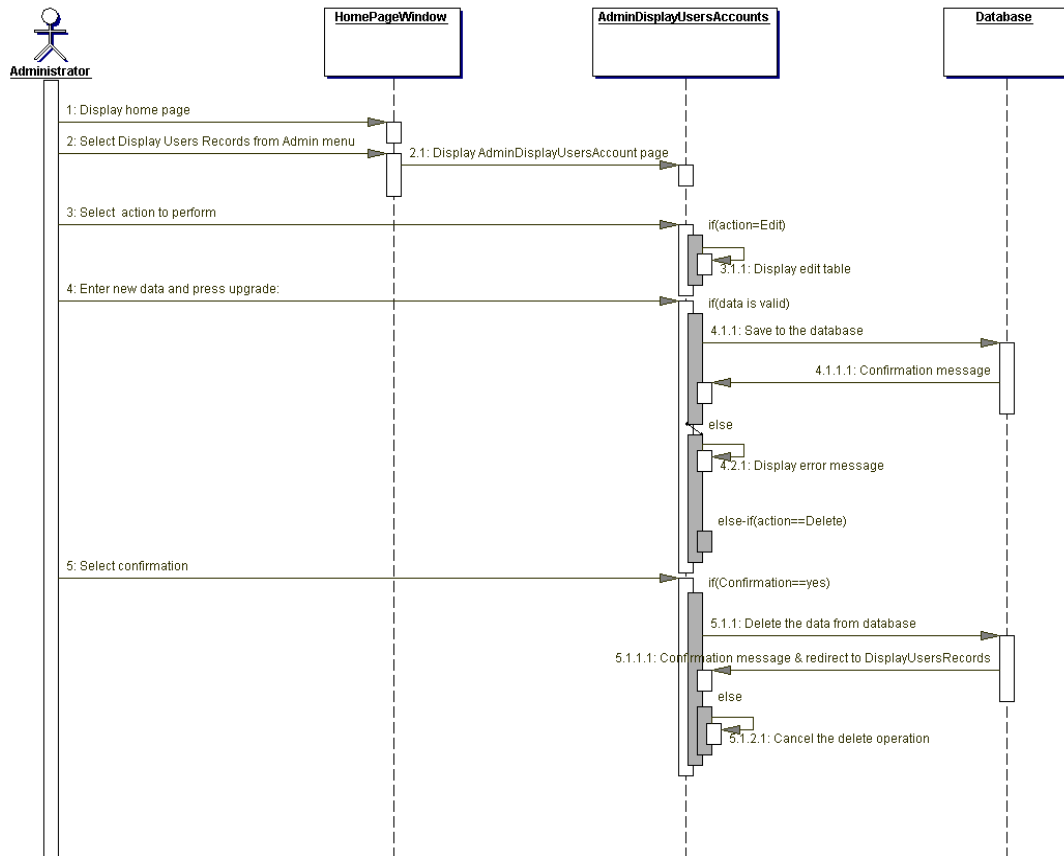 Administrator
HomePageWindow
AdminDisplayUsersAccounts
Database
1: Display home page
2: Select Display Users Records from Admin menu
2.1: Display AdminDisplayUsersAccount page
3: Select action to perform
if(action=Edit)
3.1.1: Display edit table
4: Enter new data and press upgrade:
if(data is valid)
4.1.1: Save to the database
4.1.1.1: Confirmation message
else
4.2.1: Display error message
else-if(action==Delete)
5: Select confirmation
if(Confirmation==yes)
5.1.1: Delete the data from database
5.1.1.1: Confirmation message & redirect to DisplayUsersRecords
else
5.1.2.1: Cancel the delete operation